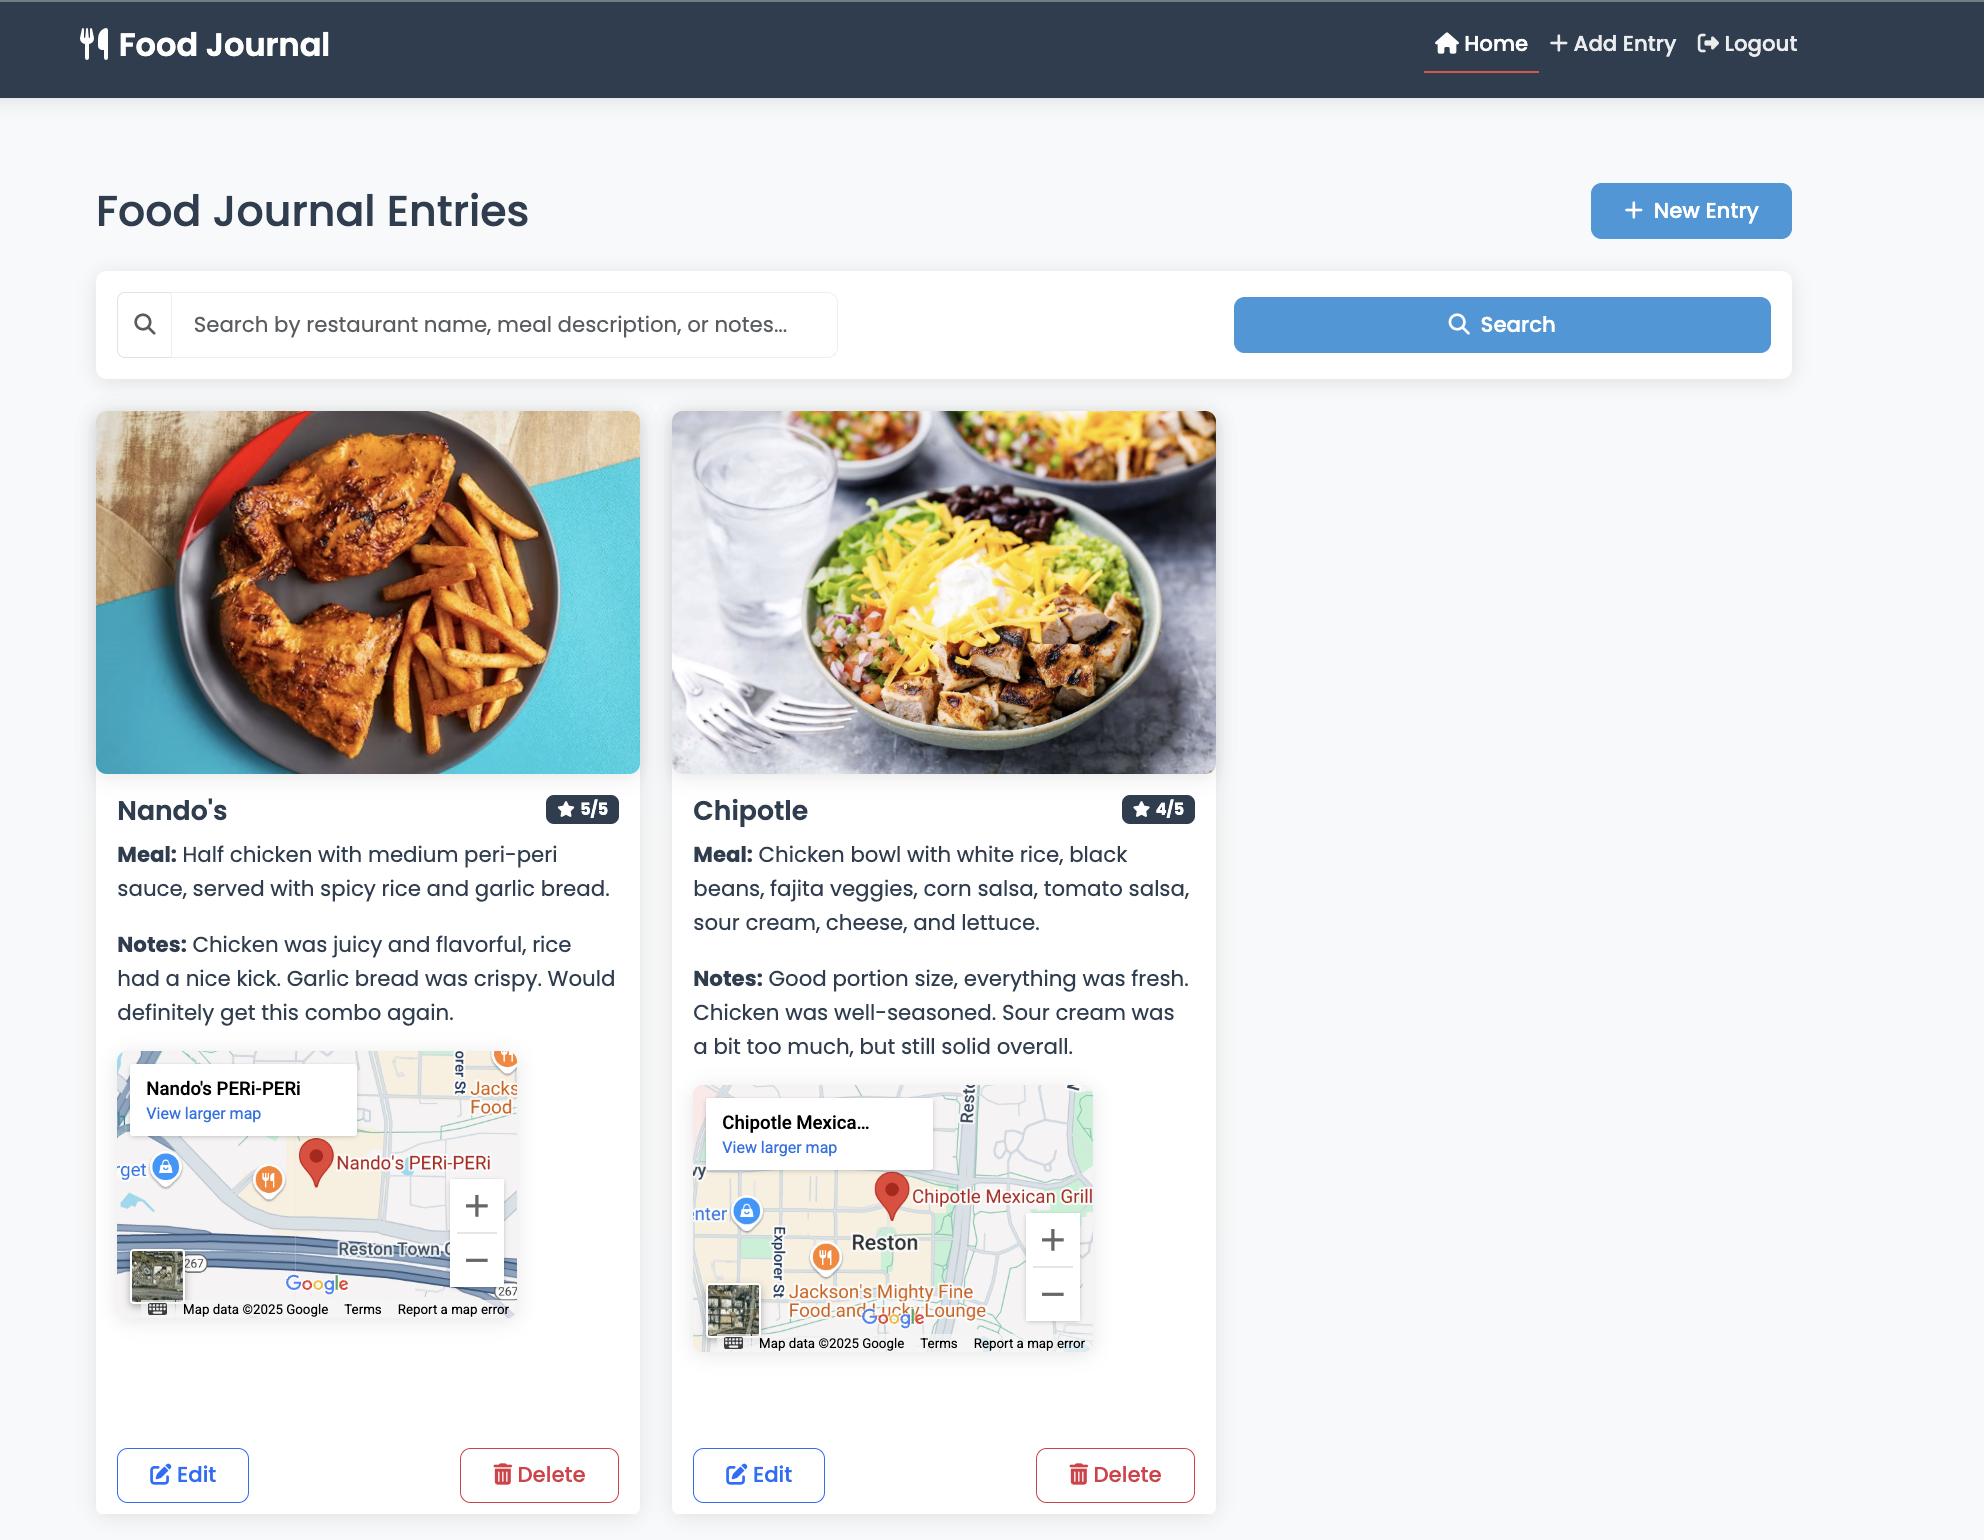 Food Journal
Home
Add Entry
Logout
Food Journal Entries
New Entry
Search by restaurant name, meal description, or notes...
Search
Nando's
5/5
Meal: Half chicken with medium peri-peri
sauce, served with spicy rice and garlic bread.
Notes: Chicken was juicy and flavorful, rice
had a nice kick. Garlic bread was crispy. Would
definitely get this combo again.
Nando's PERi-PERi
View larger map
orer St
Jacks
Food
rget
Nando's PERi-PERi
Reston Town C
267
267
Google
Map data ©2025 Google
Terms
Report a map error
Edit
Delete
Chipotle
4/5
Meal: Chicken bowl with white rice, black
beans, fajita veggies, corn salsa, tomato salsa,
sour cream, cheese, and lettuce.
Notes: Good portion size, everything was fresh.
Chicken was well-seasoned. Sour cream was
a bit too much, but still solid overall.
Chipotle Mexica...
View larger map
Rest
Chipotle Mexican Grill
enter
Explorer St
Reston
Jackson's Mighty Fine
Food and Lucky Lounge
Google
Map data ©2025 Google
Terms
Report a map error
Edit
Delete